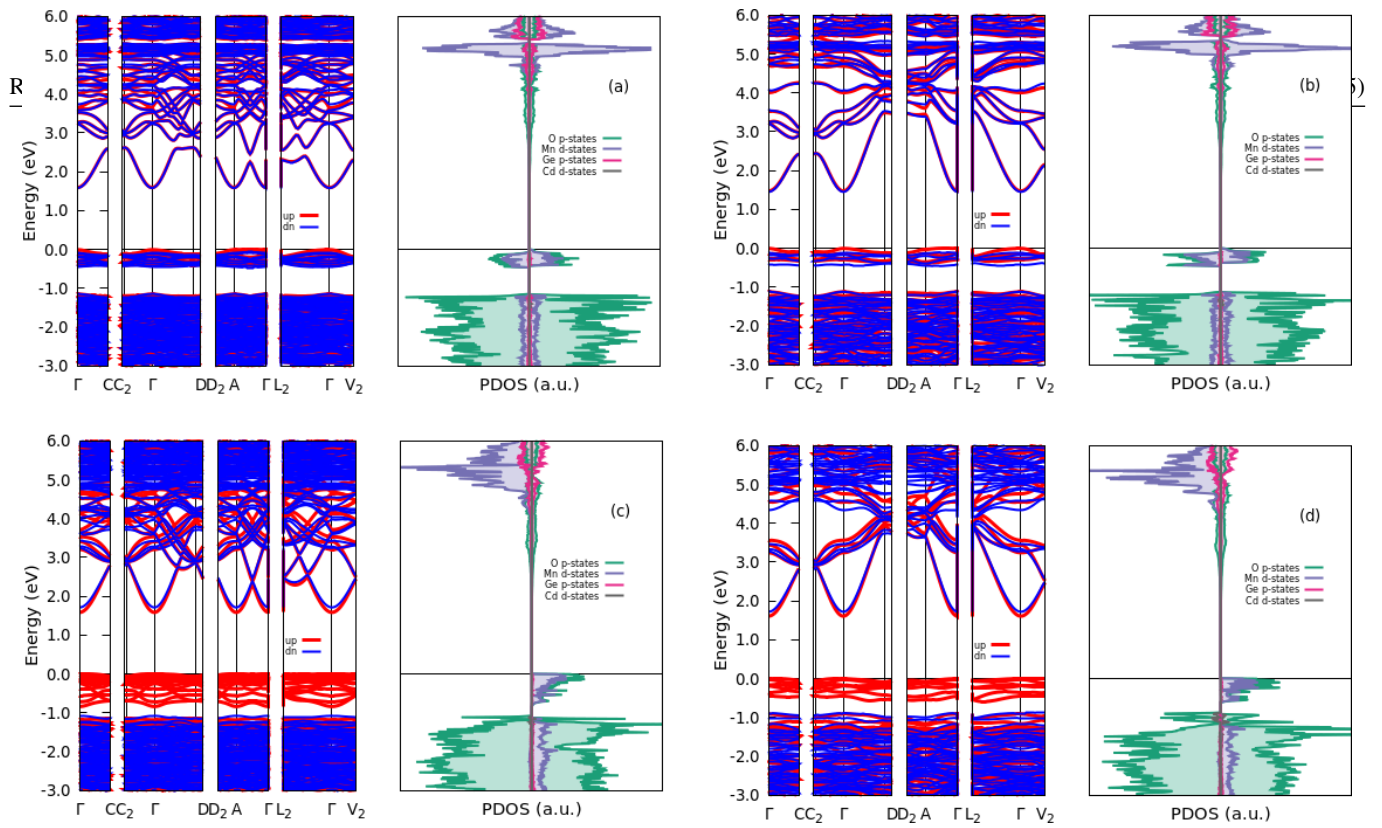 6.0
5.0
4.0
3.0
2.0
1.0
0.0
-1.0
-2.0
-3.0
Energy (eV)
Γ CC2 Γ DD2 A Γ L2 Γ V2
up
dn
(a)
O p-states
Mn d-states
Ge p-states
Cd d-states
PDOS (a.u.)
R
6.0
5.0
4.0
3.0
2.0
1.0
0.0
-1.0
-2.0
-3.0
Energy (eV)
Γ CC2 Γ DD2 A Γ L2 Γ V2
up
dn
(b)
O p-states
Mn d-states
Ge p-states
Cd d-states
PDOS (a.u.)
5)
6.0
5.0
4.0
3.0
2.0
1.0
0.0
-1.0
-2.0
-3.0
Energy (eV)
Γ CC2 Γ DD2 A Γ L2 Γ V2
up
dn
(c)
O p-states
Mn d-states
Ge p-states
Cd d-states
PDOS (a.u.)
6.0
5.0
4.0
3.0
2.0
1.0
0.0
-1.0
-2.0
-3.0
Energy (eV)
Γ CC2 Γ DD2 A Γ L2 Γ V2
up
dn
(d)
O p-states
Mn d-states
Ge p-states
Cd d-states
PDOS (a.u.)